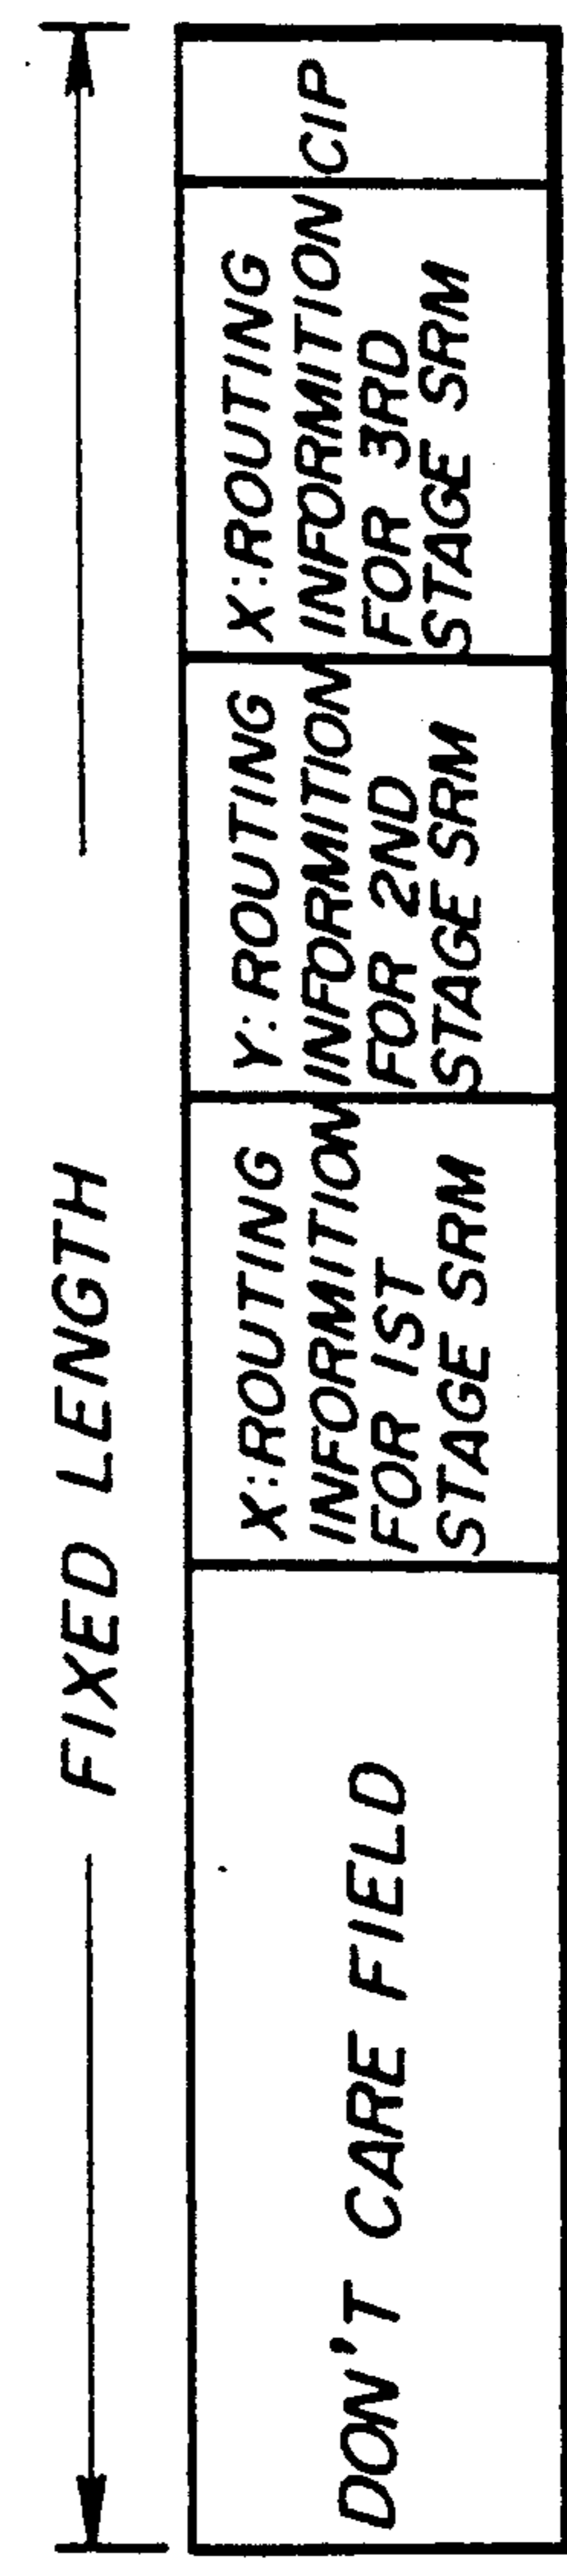 FIXED LENGTH
DON'T CARE FIELD
X:ROUTING
INFORMITION
FOR 1ST
STAGE SRM
Y:ROUTING
INFORMITION
FOR 2ND
STAGE SRM
X:ROUTING
INFORMITION
FOR 3RD
STAGE SRM
CIP